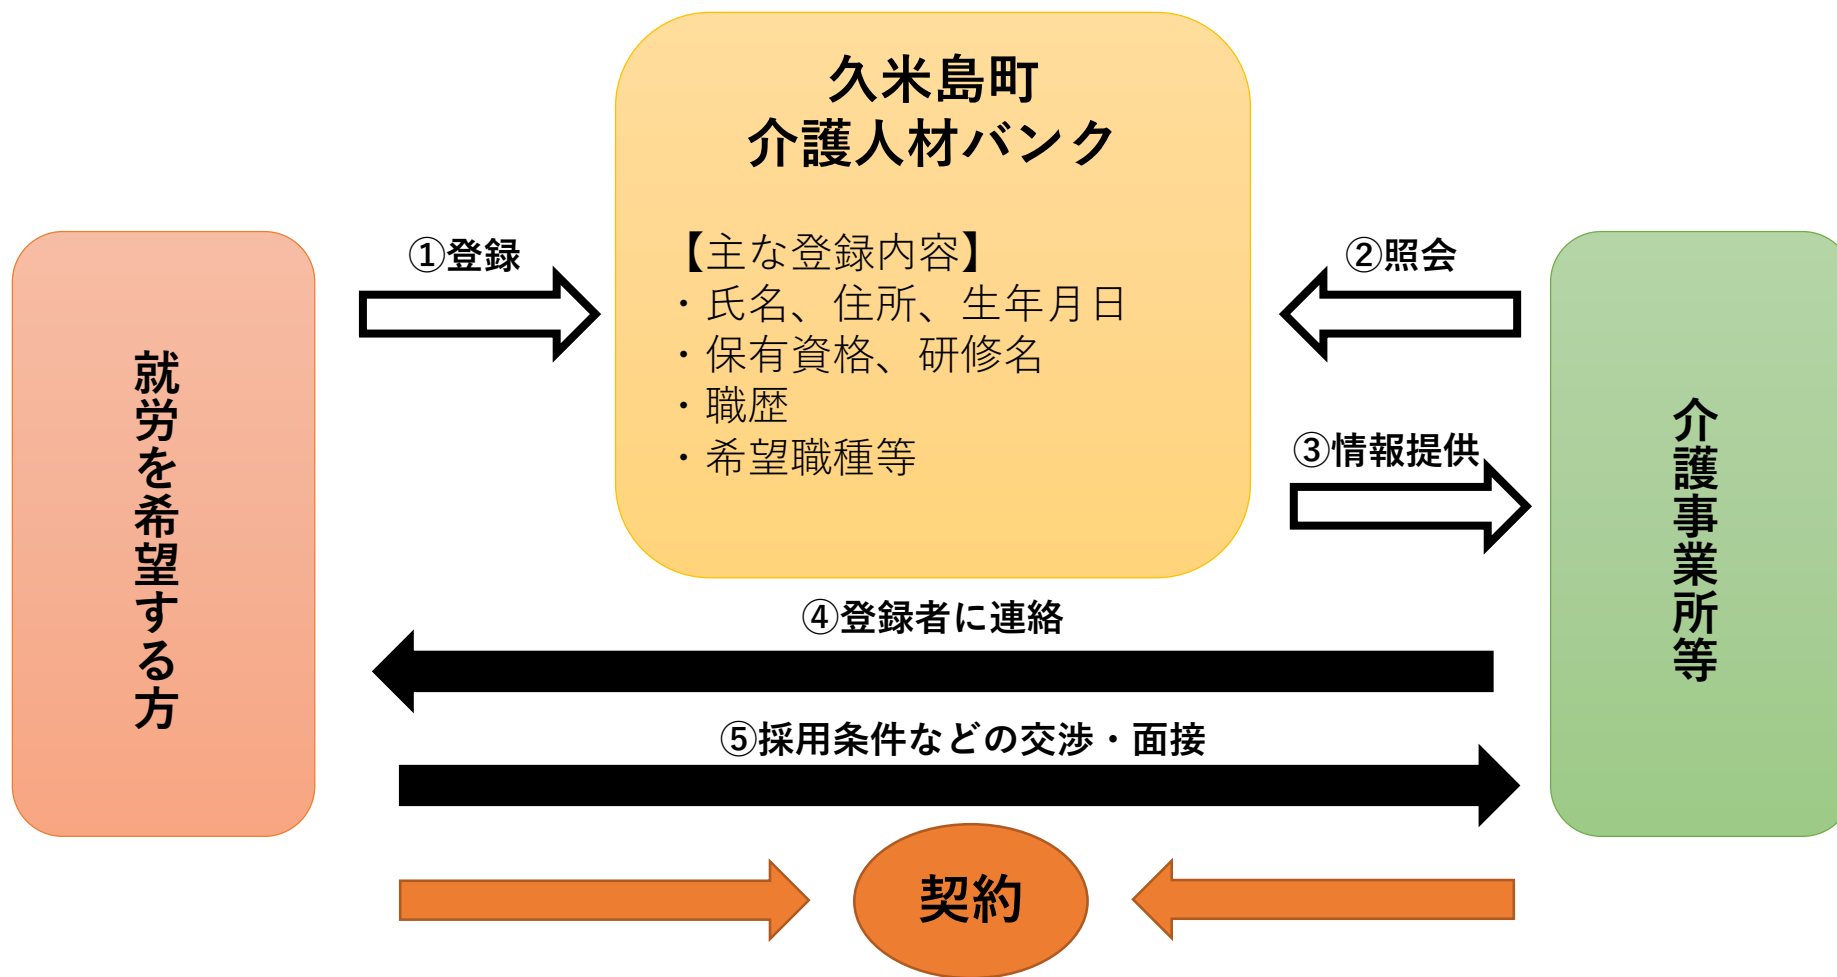 久米島町
介護人材バンク
【主な登録内容】
・氏名、住所、生年月日
・保有資格、研修名
・職歴
・希望職種等
就労を希望する方
①登録
②照会
③情報提供
介護事業所等
④登録者に連絡
⑤採用条件などの交渉・面接
契約